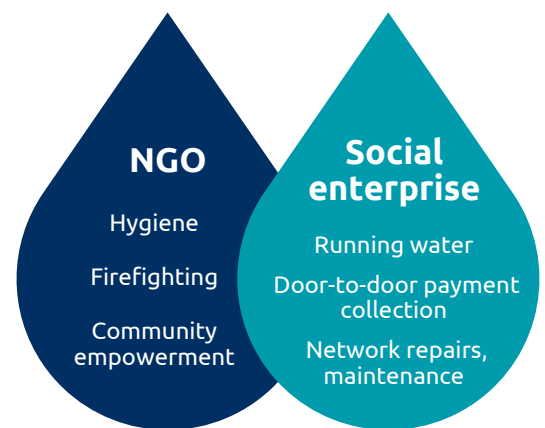 NGO
Hygiene
Firefighting
Community
empowerment
Social
enterprise
Running water
Door-to-door payment
collection
Network repairs,
maintenance